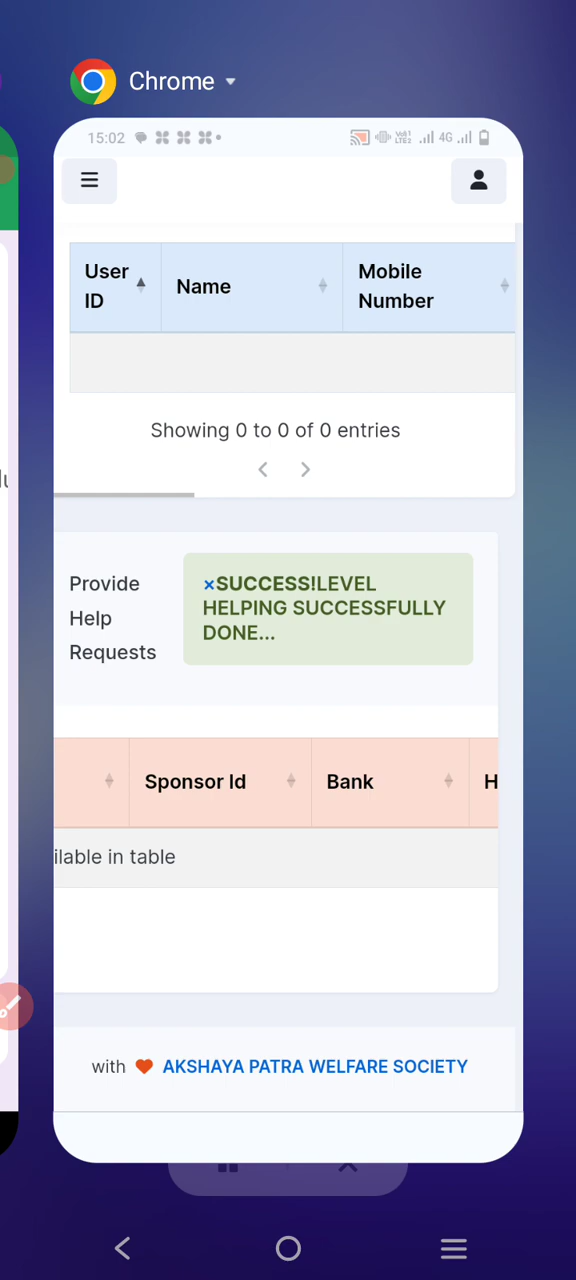 Chrome
15:02
4G
User ID
Name
Mobile Number
Showing 0 to 0 of 0 entries
Provide
Help
Requests
×SUCCESS!LEVEL
HELPING SUCCESSFULLY
DONE...
Sponsor Id
Bank
H
ilable in table
with AKSHAYA PATRA WELFARE SOCIETY